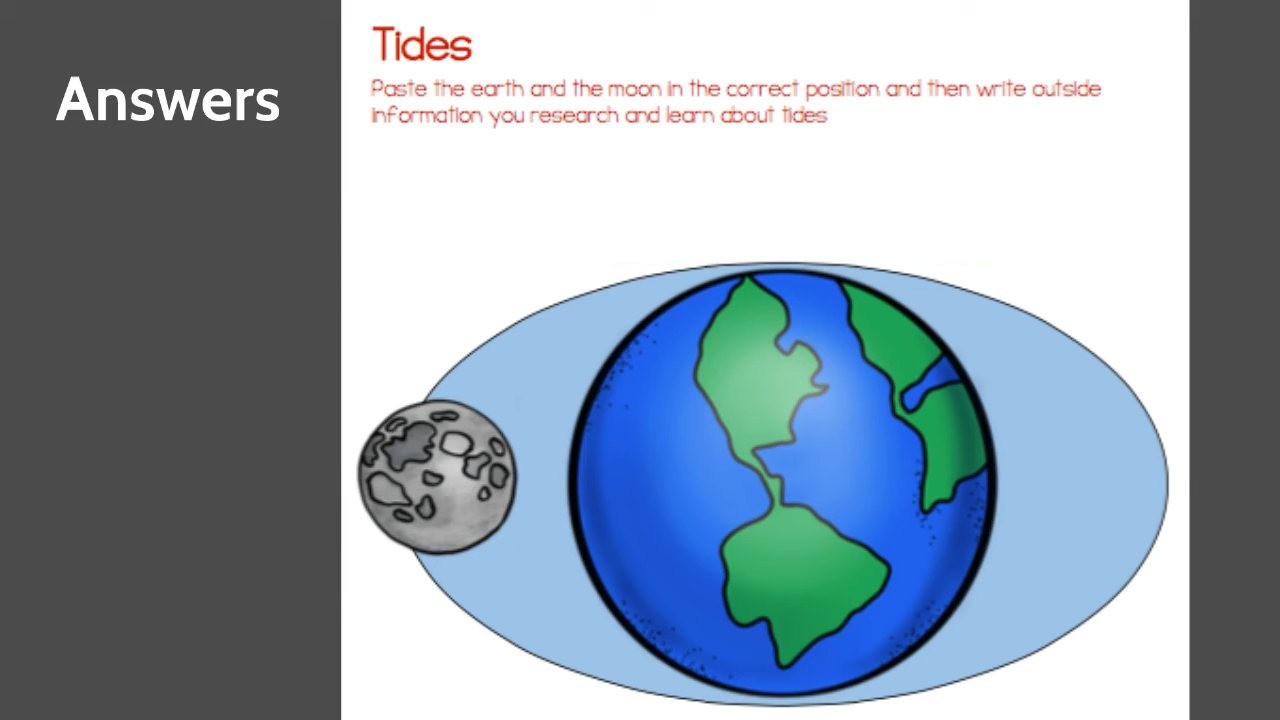 Answers
Tides
Paste the earth and the moon in the correct position and then write outside
information you research and learn about tides